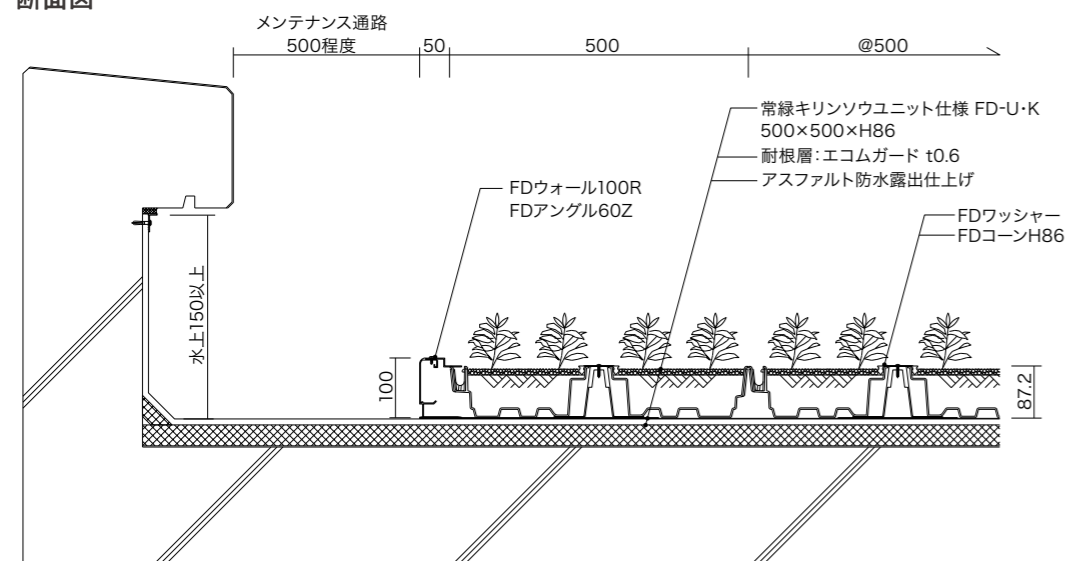 断面図
メンテナンス通路
500程度
50
500
@500
常緑キリンソウユニット仕様 FD-U・K
500×500×H86
耐根層：エコムガード t0.6
アスファルト防水露出仕上げ
FDウォール100R
FDアングル60Z
FDワッシャー
FDコーンH86
水上150以上
100
87.2